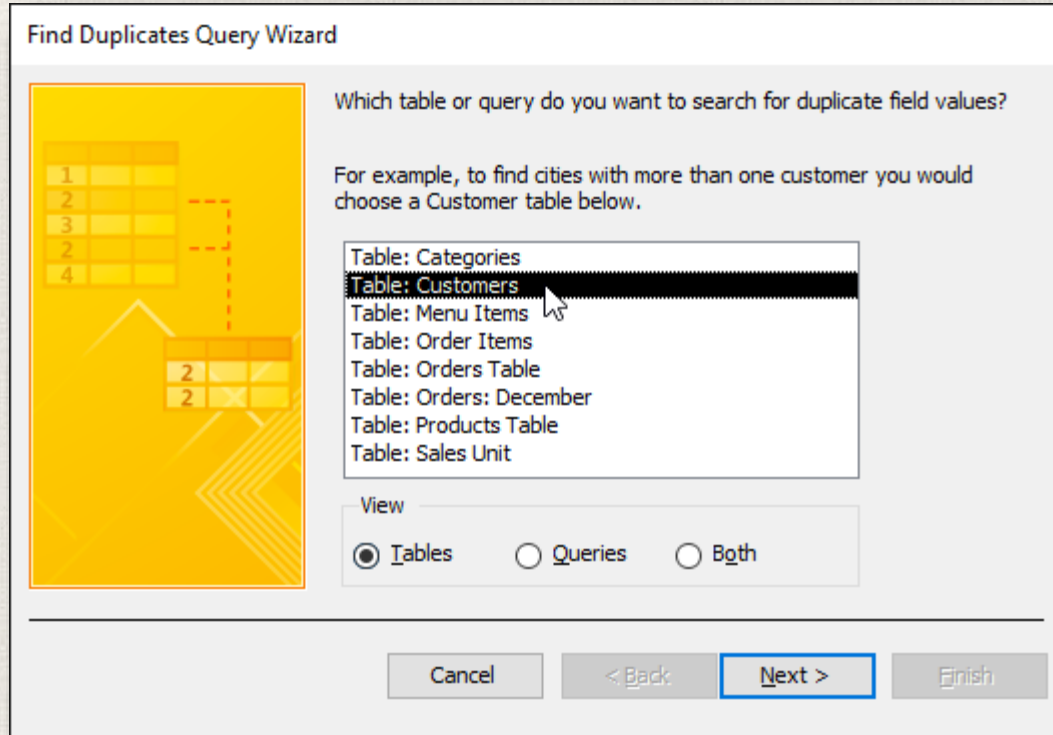 Find Duplicates Query Wizard
Which table or query do you want to search for duplicate field values?
For example, to find cities with more than one customer you would
choose a Customer table below.
1
2
3
2
4
2
2
Table: Categories
Table: Customers
Table: Menu Items
Table: Order Items
Table: Orders Table
Table: Orders: December
Table: Products Table
Table: Sales Unit
View
Tables Queries Both
Cancel < Back Next > Finish